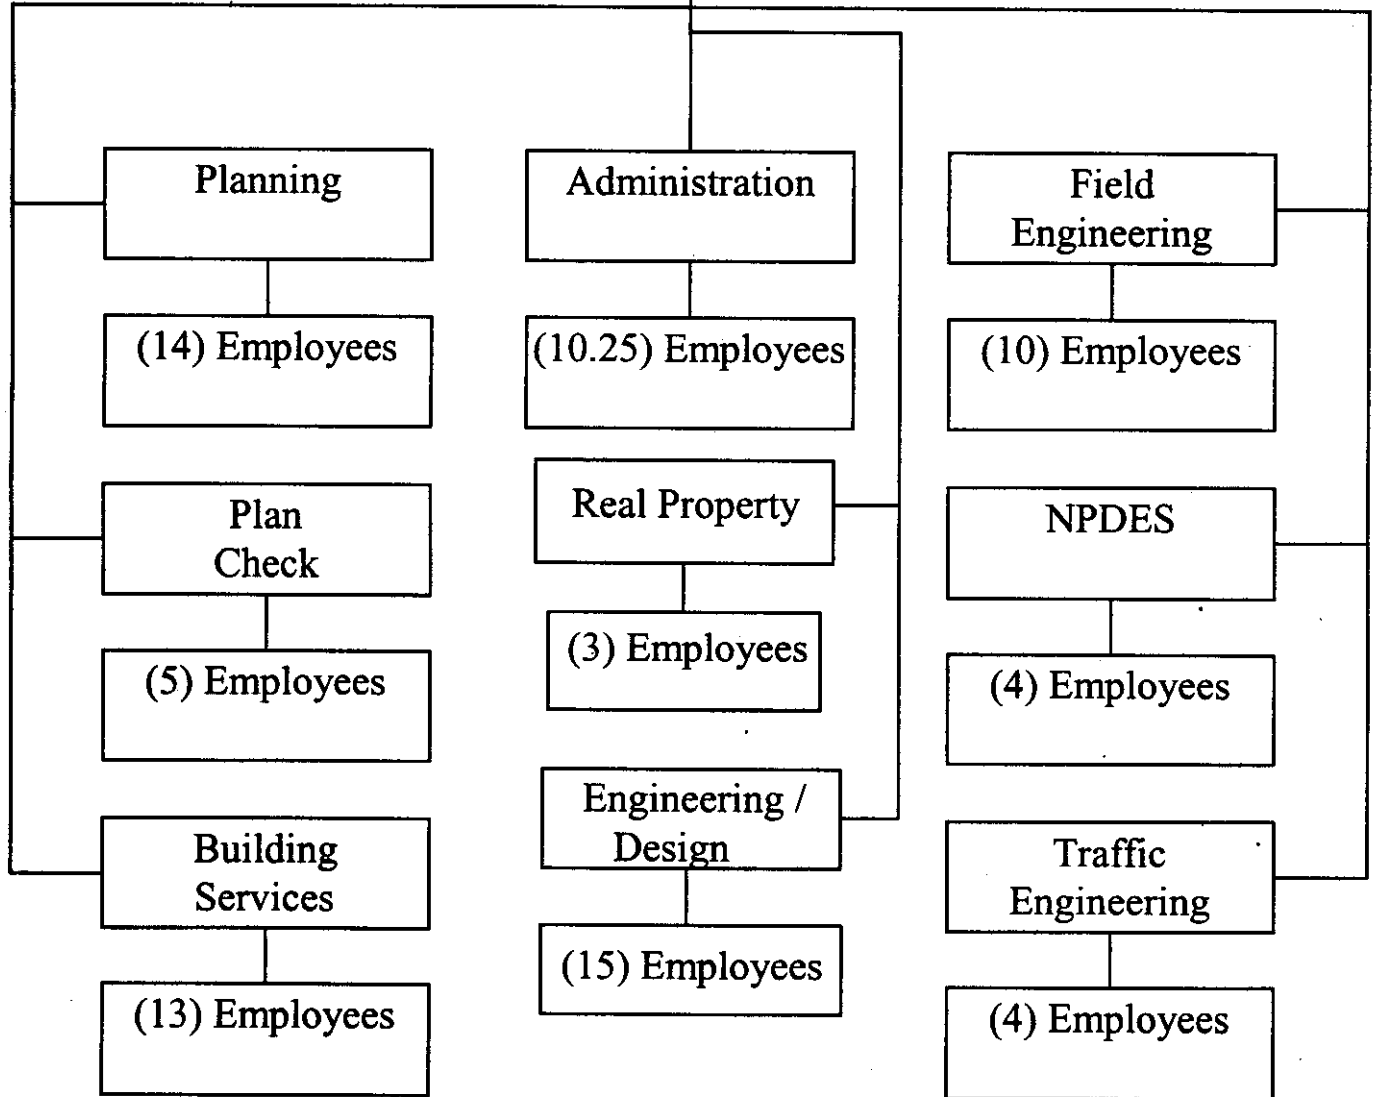 Planning
(14) Employees
Plan
Check
(5) Employees
Building
Services
(13) Employees
Administration
(10.25) Employees
Real Property
(3) Employees
Engineering /
Design
(15) Employees
Field
Engineering
(10) Employees
NPDES
(4) Employees
Traffic
Engineering
(4) Employees